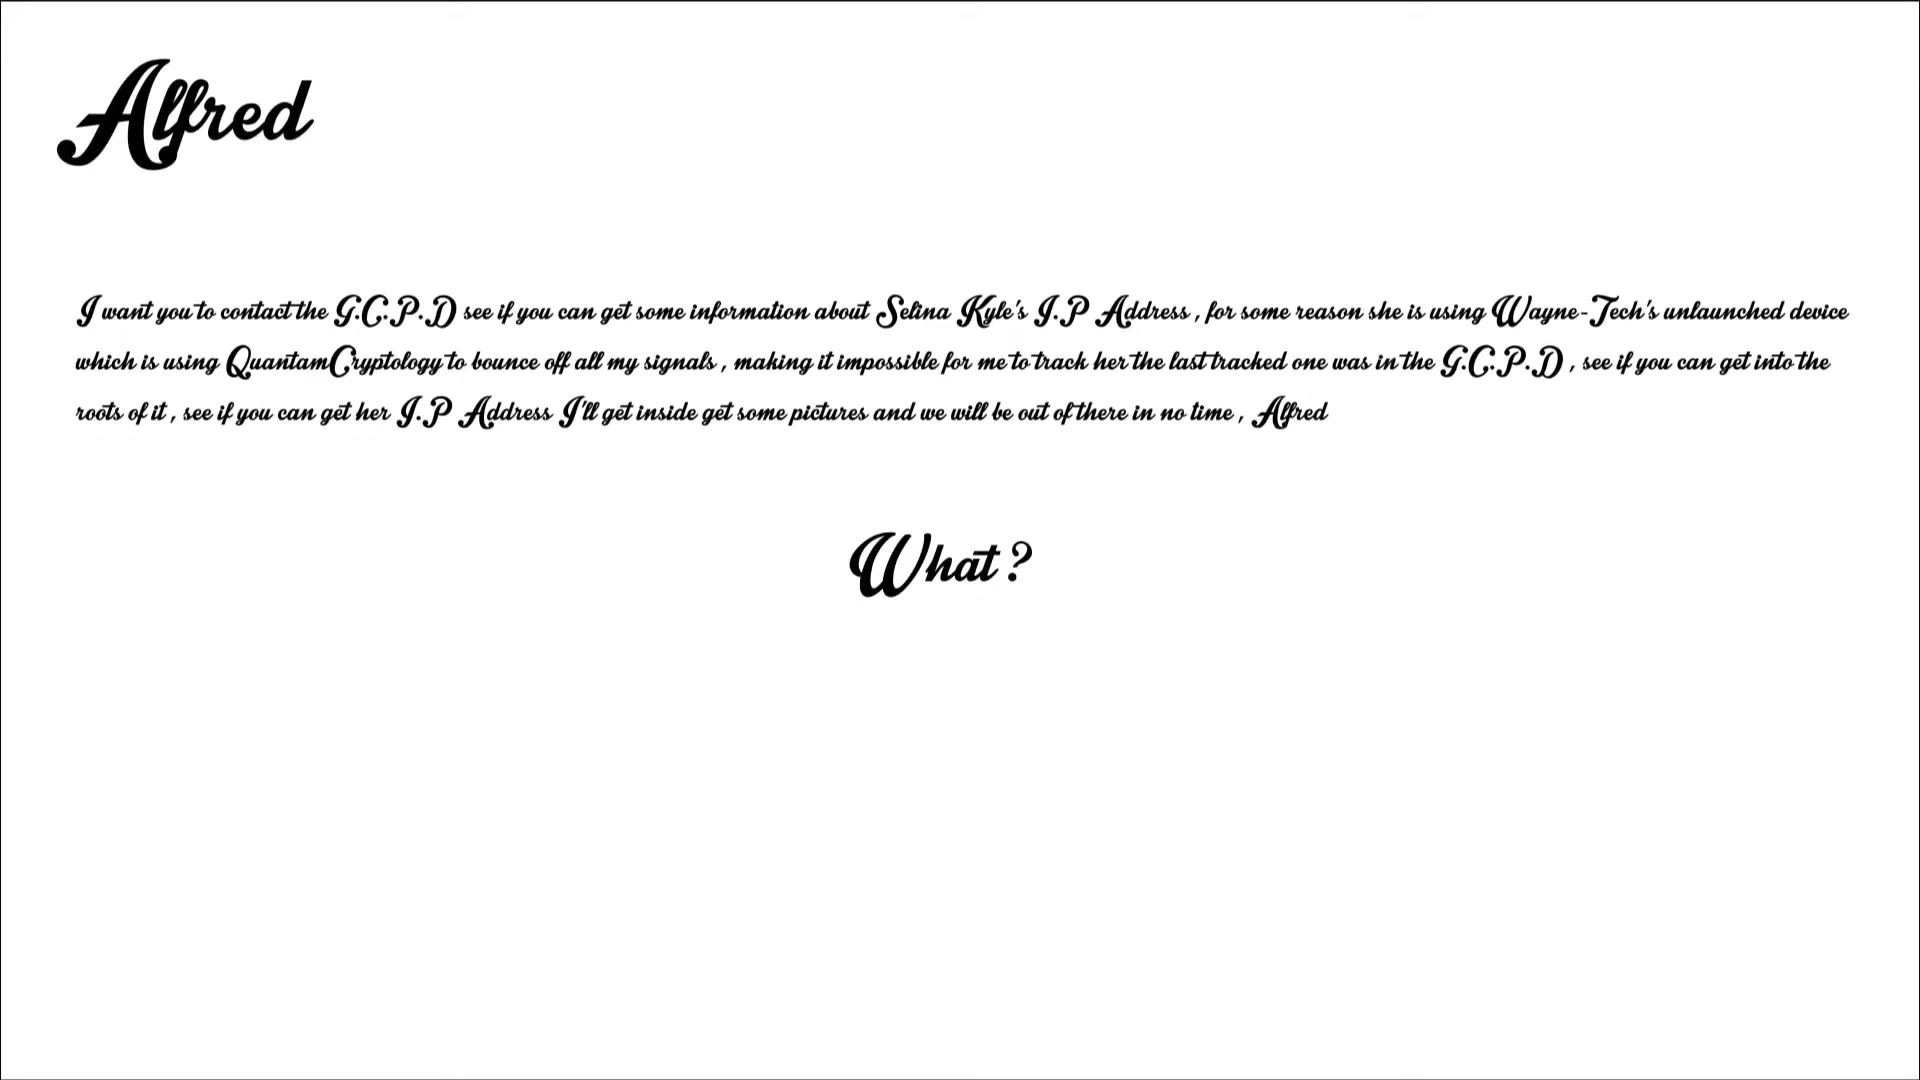 Alfred
I want you to contact the G.C.P.D see if you can get some information about Selina Kyle's I.P Address , for some reason she is using Wayne-Tech's unlaunched device
which is using QuantamCryptology to bounce off all my signals , making it impossible for me to track her the last tracked one was in the G.C.P.D , see if you can get into the
roots of it , see if you can get her I.P Address I'll get inside get some pictures and we will be out of there in no time , Alfred
What ?